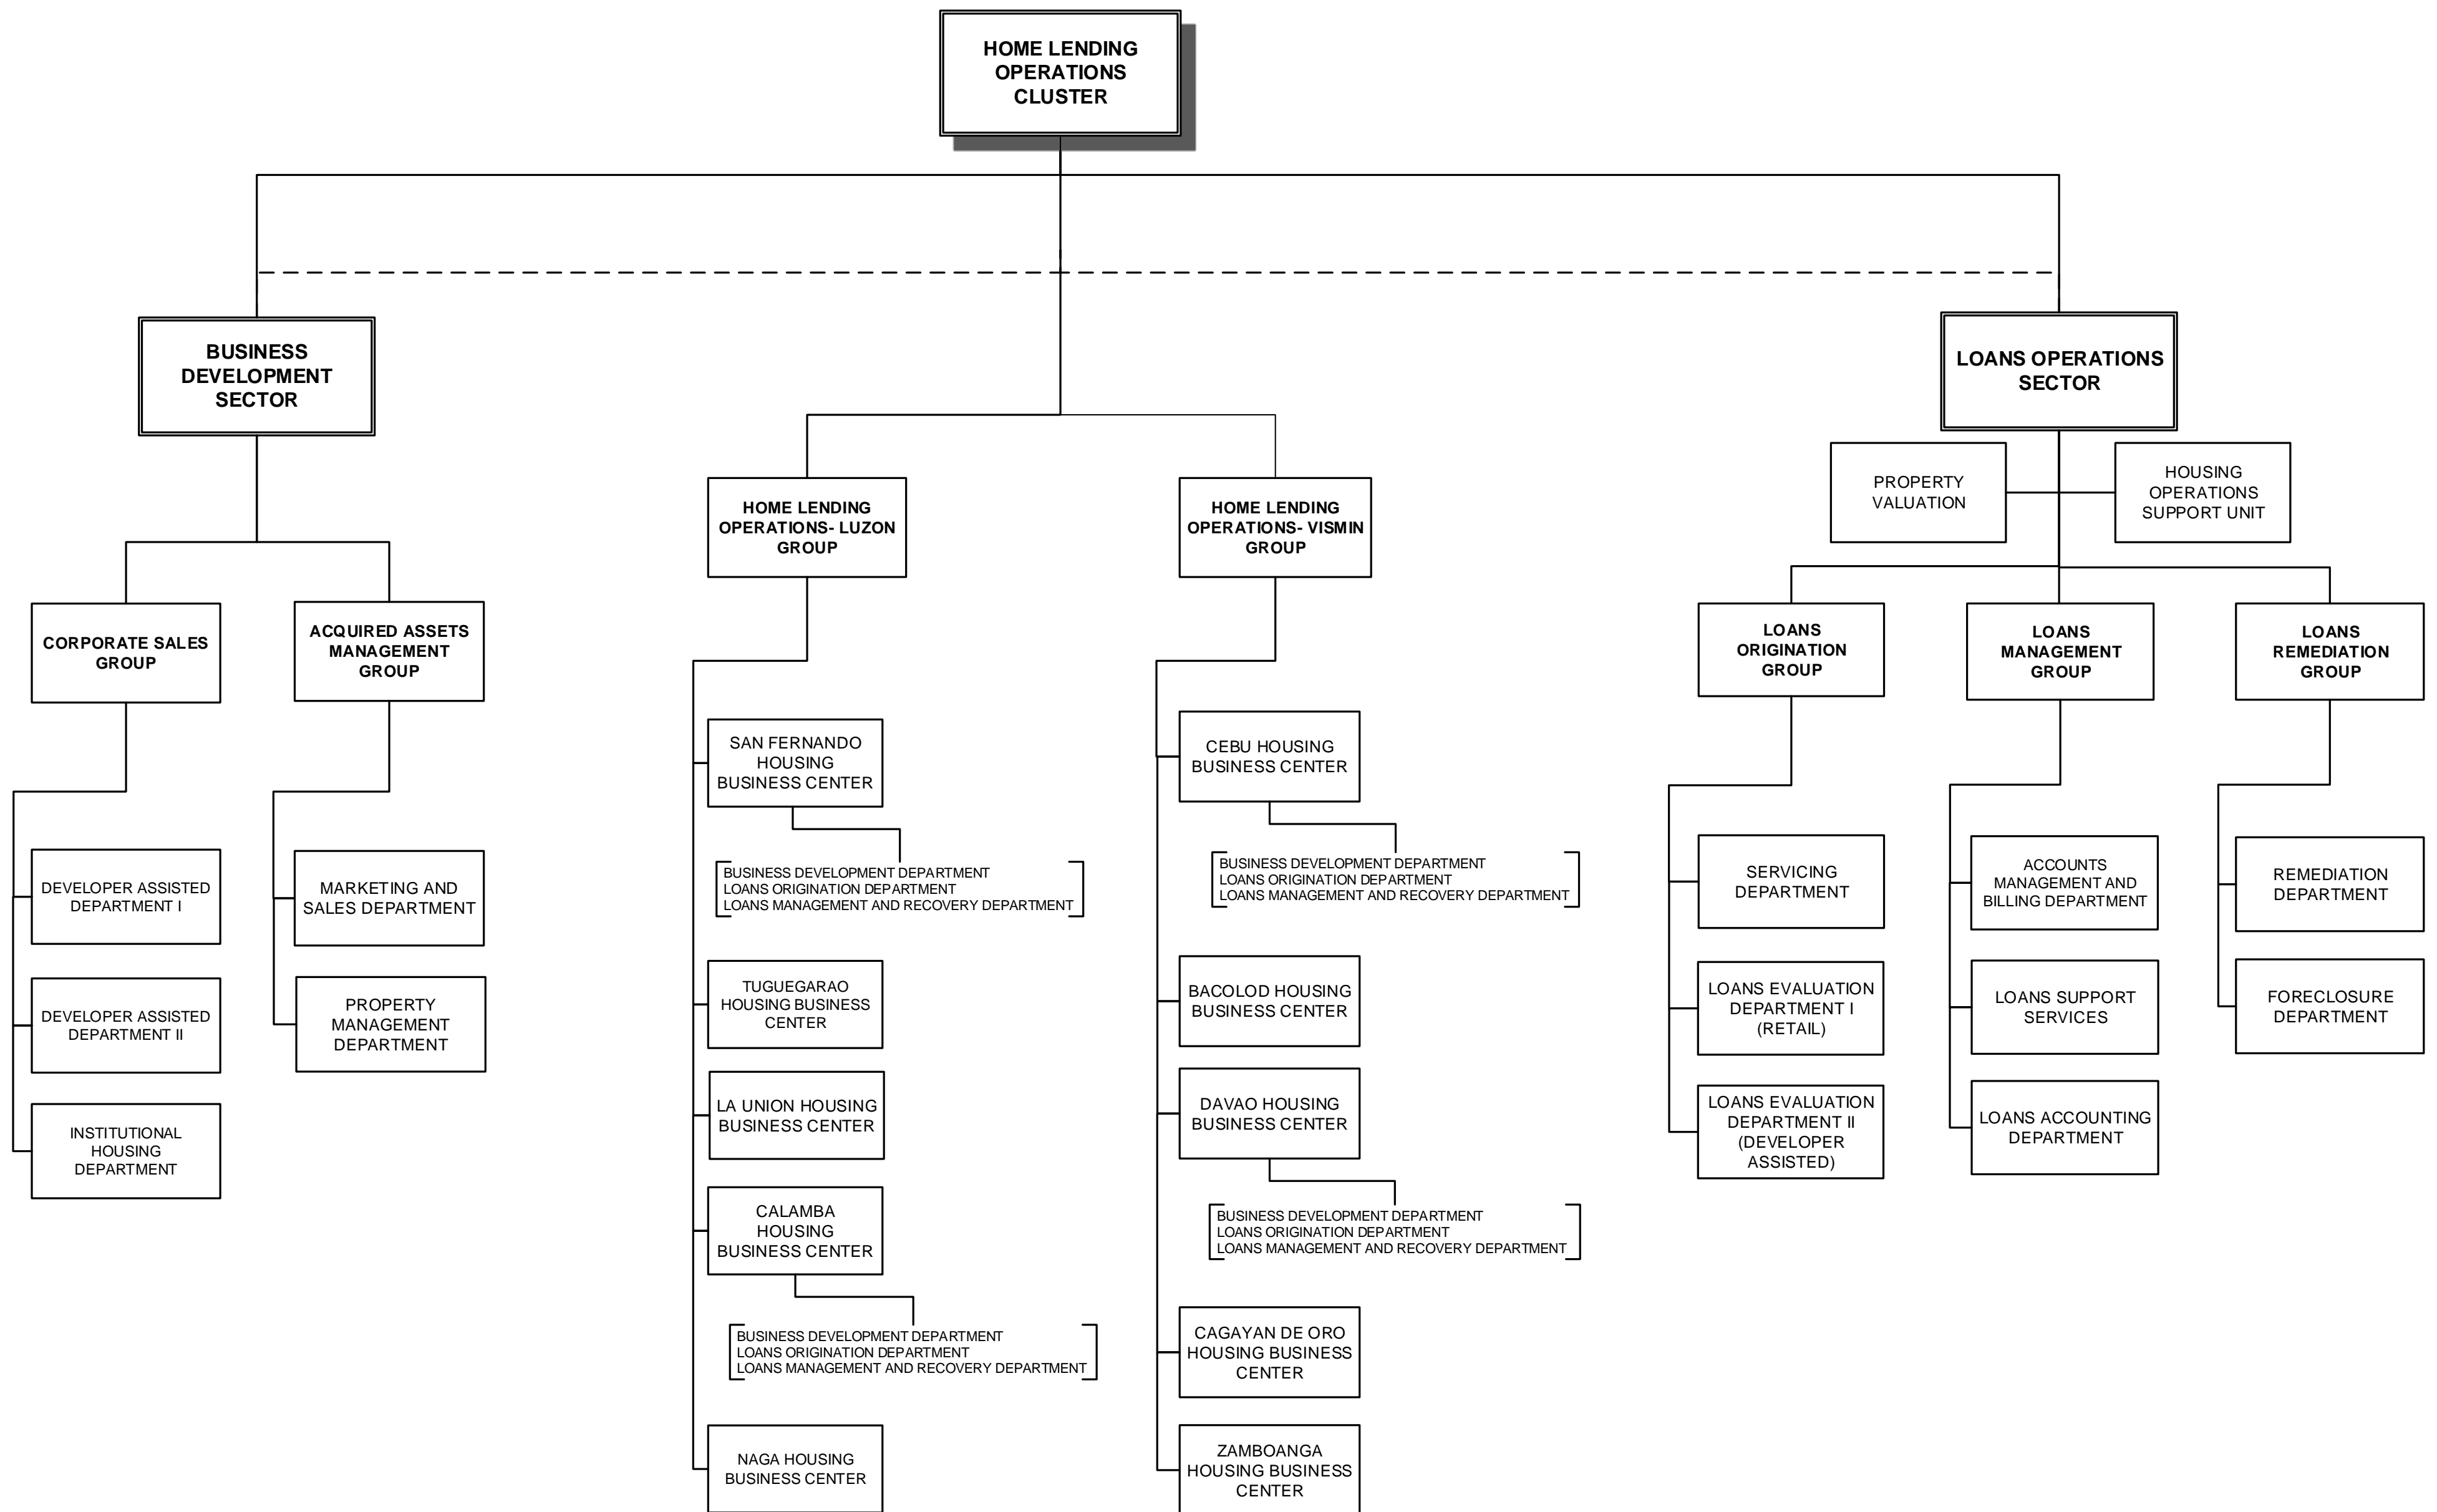 HOME LENDING
OPERATIONS
CLUSTER
BUSINESS
DEVELOPMENT
SECTOR
LOANS OPERATIONS
SECTOR
PROPERTY
VALUATION
HOUSING
OPERATIONS
SUPPORT UNIT
HOME LENDING
OPERATIONS- LUZON
GROUP
HOME LENDING
OPERATIONS- VISMIN
GROUP
CORPORATE SALES
GROUP
ACQUIRED ASSETS
MANAGEMENT
GROUP
LOANS
ORIGINATION
GROUP
LOANS
MANAGEMENT
GROUP
LOANS
REMEDIATION
GROUP
DEVELOPER ASSISTED
DEPARTMENT I
DEVELOPER ASSISTED
DEPARTMENT II
INSTITUTIONAL
HOUSING
DEPARTMENT
MARKETING AND
SALES DEPARTMENT
PROPERTY
MANAGEMENT
DEPARTMENT
SAN FERNANDO
HOUSING
BUSINESS CENTER
BUSINESS DEVELOPMENT DEPARTMENT
LOANS ORIGINATION DEPARTMENT
LOANS MANAGEMENT AND RECOVERY DEPARTMENT
TUGUEGARAO
HOUSING BUSINESS
CENTER
LA UNION HOUSING
BUSINESS CENTER
CALAMBA
HOUSING
BUSINESS CENTER
BUSINESS DEVELOPMENT DEPARTMENT
LOANS ORIGINATION DEPARTMENT
LOANS MANAGEMENT AND RECOVERY DEPARTMENT
NAGA HOUSING
BUSINESS CENTER
CEBU HOUSING
BUSINESS CENTER
BUSINESS DEVELOPMENT DEPARTMENT
LOANS ORIGINATION DEPARTMENT
LOANS MANAGEMENT AND RECOVERY DEPARTMENT
BACOLOD HOUSING
BUSINESS CENTER
DAVAO HOUSING
BUSINESS CENTER
BUSINESS DEVELOPMENT DEPARTMENT
LOANS ORIGINATION DEPARTMENT
LOANS MANAGEMENT AND RECOVERY DEPARTMENT
CAGAYAN DE ORO
HOUSING BUSINESS
CENTER
ZAMBOANGA
HOUSING BUSINESS
CENTER
SERVICING
DEPARTMENT
LOANS EVALUATION
DEPARTMENT I
(RETAIL)
LOANS EVALUATION
DEPARTMENT II
(DEVELOPER
ASSISTED)
ACCOUNTS
MANAGEMENT AND
BILLING DEPARTMENT
LOANS SUPPORT
SERVICES
LOANS ACCOUNTING
DEPARTMENT
REMEDIATION
DEPARTMENT
FORECLOSURE
DEPARTMENT